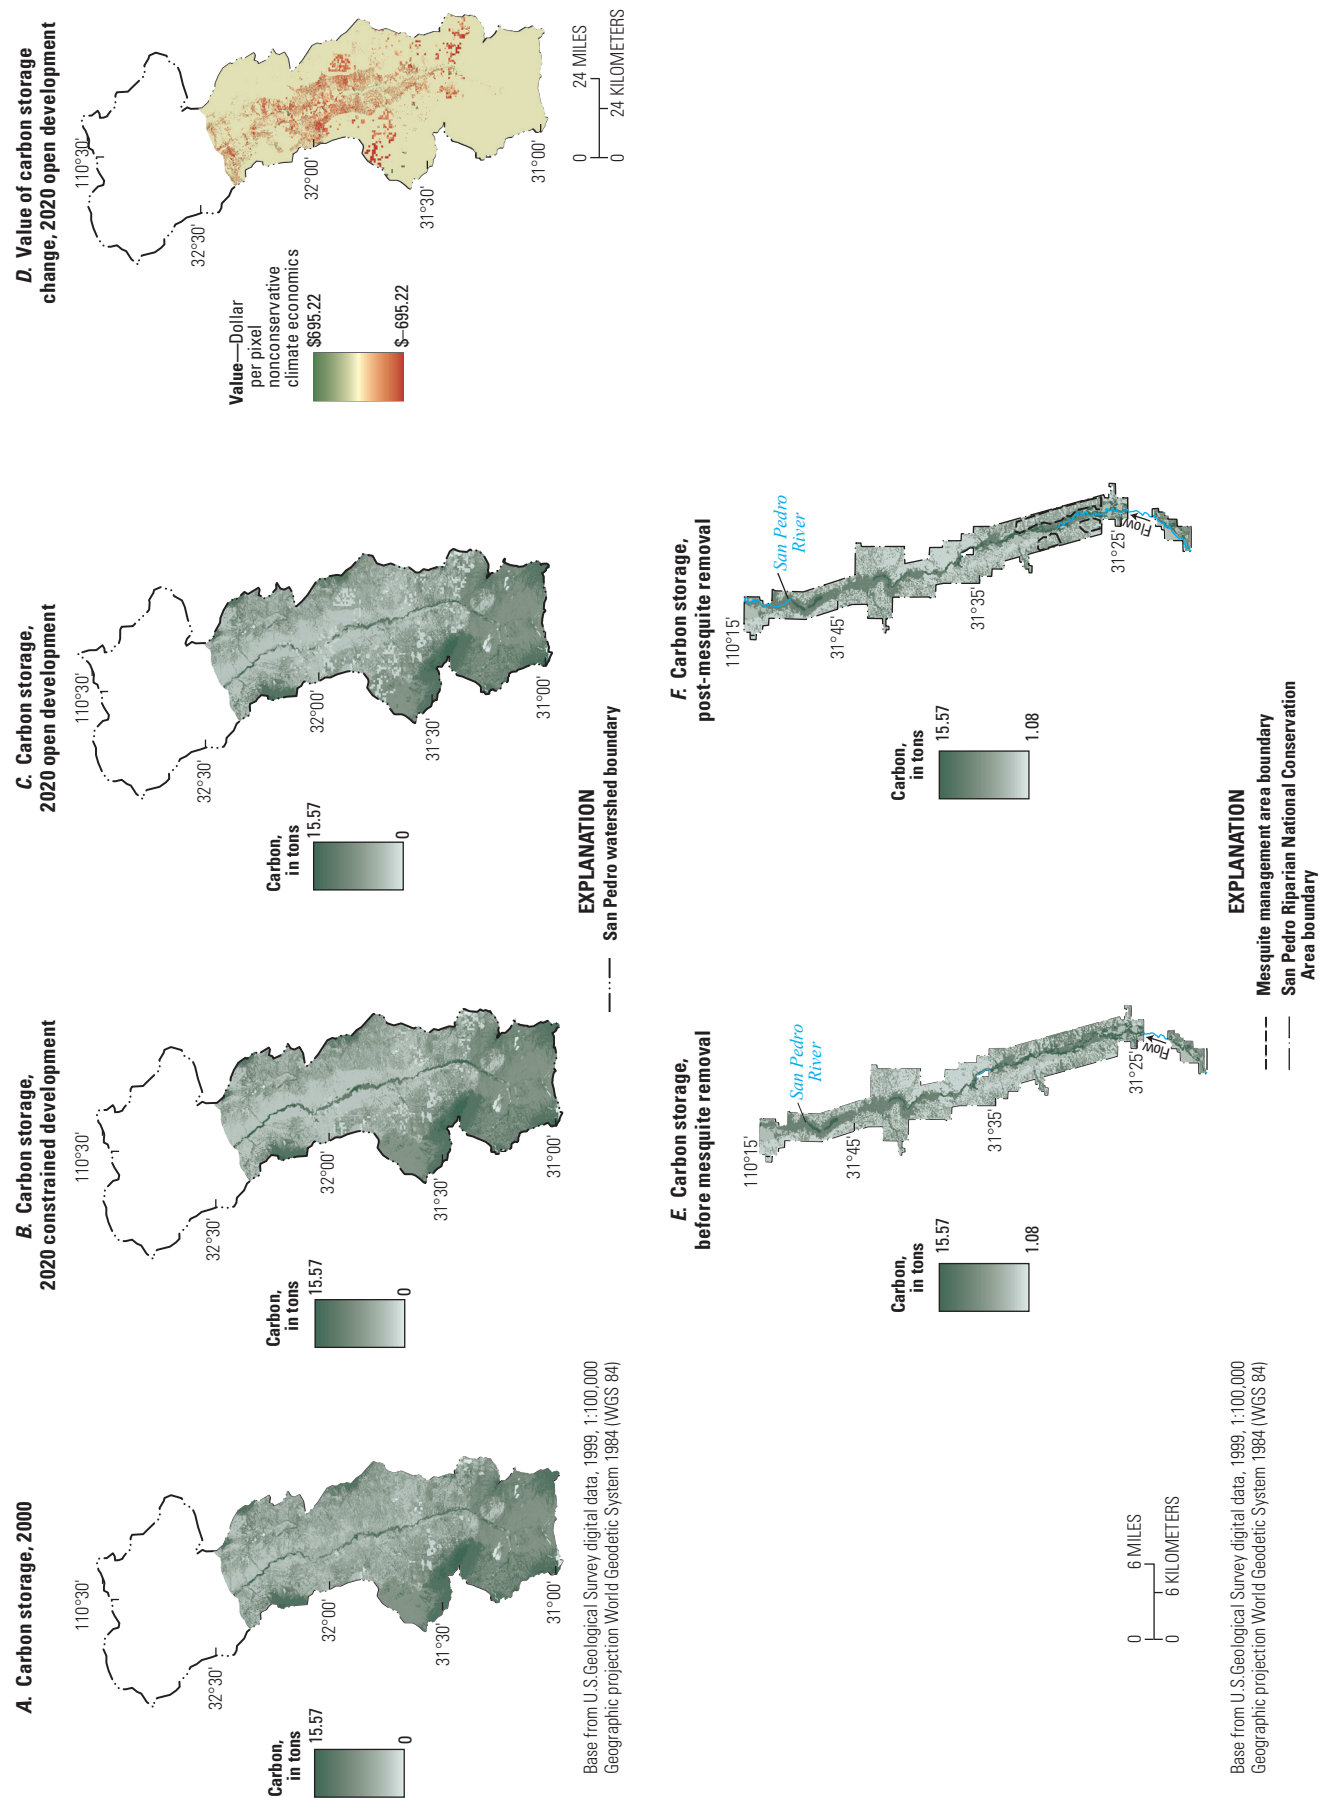 A. Carbon storage, 2000
110°30'
32°30'
32°00'
31°30'
31°00'
Carbon,
in tons
15.57
0
B. Carbon storage,
2020 constrained development
110°30'
32°30'
32°00'
31°30'
31°00'
Carbon,
in tons
15.57
0
C. Carbon storage,
2020 open development
110°30'
32°30'
32°00'
31°30'
31°00'
Carbon,
in tons
15.57
0
D. Value of carbon storage
change, 2020 open development
110°30'
32°30'
32°00'
31°30'
31°00'
Value—Dollar
per pixel
nonconservative
climate economics
$695.22
$–695.22
0 24 MILES
0 24 KILOMETERS
Base from U.S.Geological Survey digital data, 1999, 1:100,000
Geographic projection World Geodetic System 1984 (WGS 84)
EXPLANATION
San Pedro watershed boundary
E. Carbon storage,
before mesquite removal
110°15'
San Pedro
River
31°45'
31°35'
31°25'
Flow
Carbon,
in tons
15.57
1.08
F. Carbon storage,
post-mesquite removal
110°15'
San Pedro
River
31°45'
31°35'
31°25'
Flow
Carbon,
in tons
15.57
1.08
0 6 MILES
0 6 KILOMETERS
Base from U.S.Geological Survey digital data, 1999, 1:100,000
Geographic projection World Geodetic System 1984 (WGS 84)
EXPLANATION
Mesquite management area boundary
San Pedro Riparian National Conservation
Area boundary